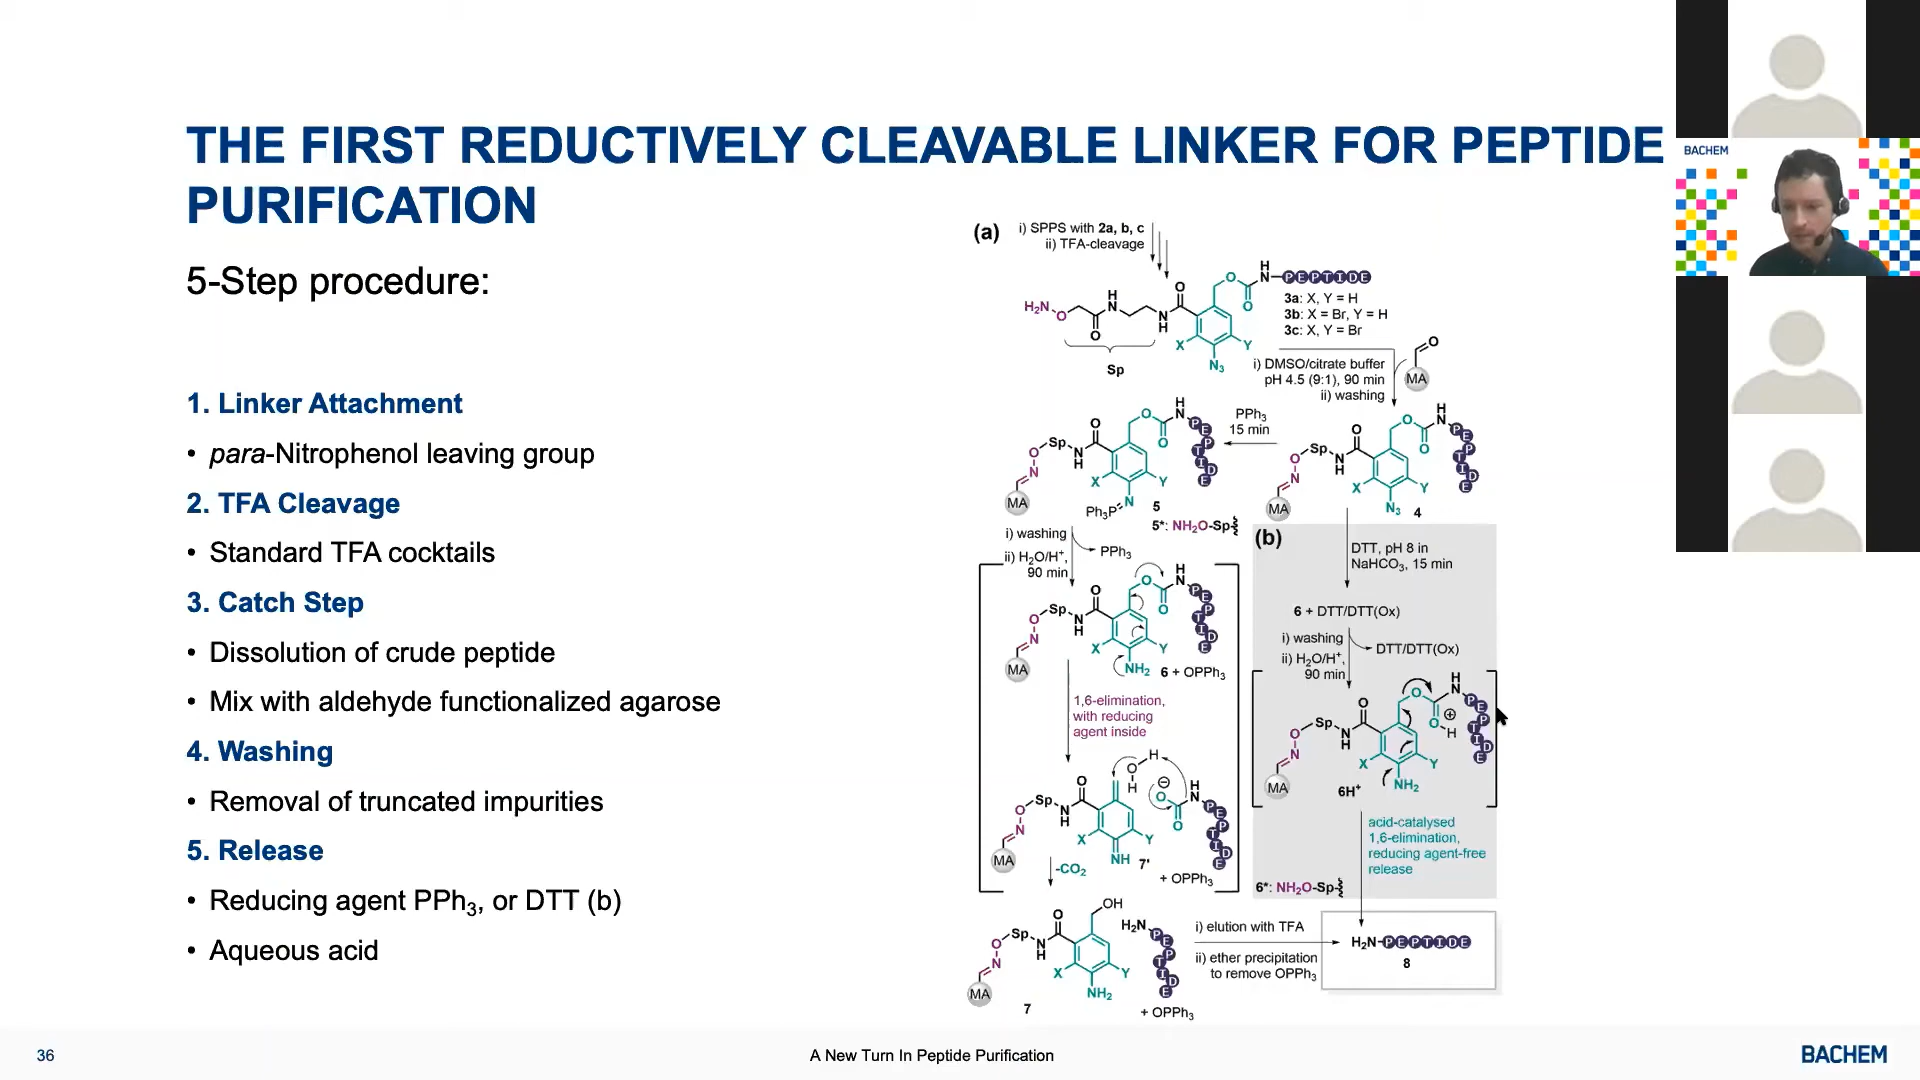 THE FIRST REDUCTIVELY CLEAVABLE LINKER FOR PEPTIDE
PURIFICATION
5-Step procedure:
1. Linker Attachment
• para-Nitrophenol leaving group
2. TFA Cleavage
• Standard TFA cocktails
3. Catch Step
• Dissolution of crude peptide
• Mix with aldehyde functionalized agarose
4. Washing
• Removal of truncated impurities
5. Release
• Reducing agent PPh3, or DTT (b)
• Aqueous acid
(a)
i) SPPS with 2a, b, c
ii) TFA-cleavage
H2N
O
O
H
N
O
N
H
O
O
H
N
PEPTIDE
3a: X, Y = H
3b: X = Br, Y = H
3c: X, Y = Br
X
Y
N3
Sp
i) DMSO/citrate buffer
pH 4.5 (9:1), 90 min
ii) washing
O
MA
PPh3
15 min
MA
N
O
Sp
N
H
O
O
O
H
N
PEPTIDE
X
Y
N
Ph3P
5
5*: NH2O-Sp
MA
N
O
Sp
N
H
O
O
O
H
N
PEPTIDE
X
Y
N3
4
i) washing
PPh3
ii) H2O/H+,
90 min
MA
N
O
Sp
N
H
O
O
O
H
N
PEPTIDE
X
Y
NH2
6 + OPPh3
1,6-elimination,
with reducing
agent inside
MA
N
O
Sp
N
H
O
X
Y
NH
7'
H
O
H
⊖
O
O
H
N
PEPTIDE
+ OPPh3
-CO2
MA
N
O
Sp
N
H
O
OH
X
Y
NH2
7
H2N
PEPTIDE
+ OPPh3
i) elution with TFA
ii) ether precipitation
to remove OPPh3
(b)
DTT, pH 8 in
NaHCO3, 15 min
6 + DTT/DTT(Ox)
i) washing
DTT/DTT(Ox)
ii) H2O/H+,
90 min
MA
N
O
Sp
N
H
O
O
O
⊕
H
H
N
PEPTIDE
X
Y
NH2
6H+
acid-catalysed
1,6-elimination,
reducing agent-free
release
6*: NH2O-Sp
H2N-PEPTIDE
8
BACHEM
36
A New Turn In Peptide Purification
BACHEM